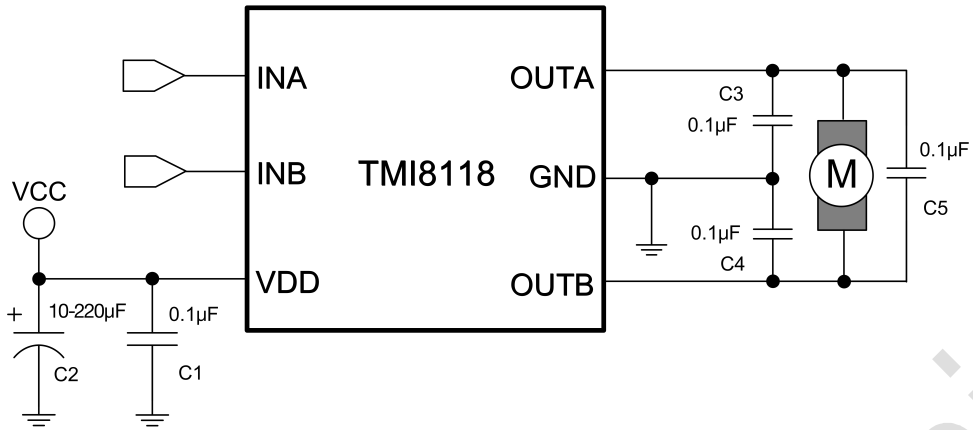 INA
OUTA
C3
0.1µF
0.1µF
INB
TMI8118
GND
M
VCC
C5
0.1µF
C4
VDD
OUTB
+
10-220µF
0.1µF
C2
C1